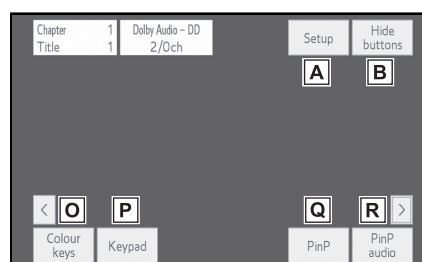 Chapter 1
Title 1
Dolby Audio – DD
2/0ch
Setup
Hide
buttons
A
B
<
O
P
Q
R
>
Colour
keys
Keypad
PinP
PinP
audio